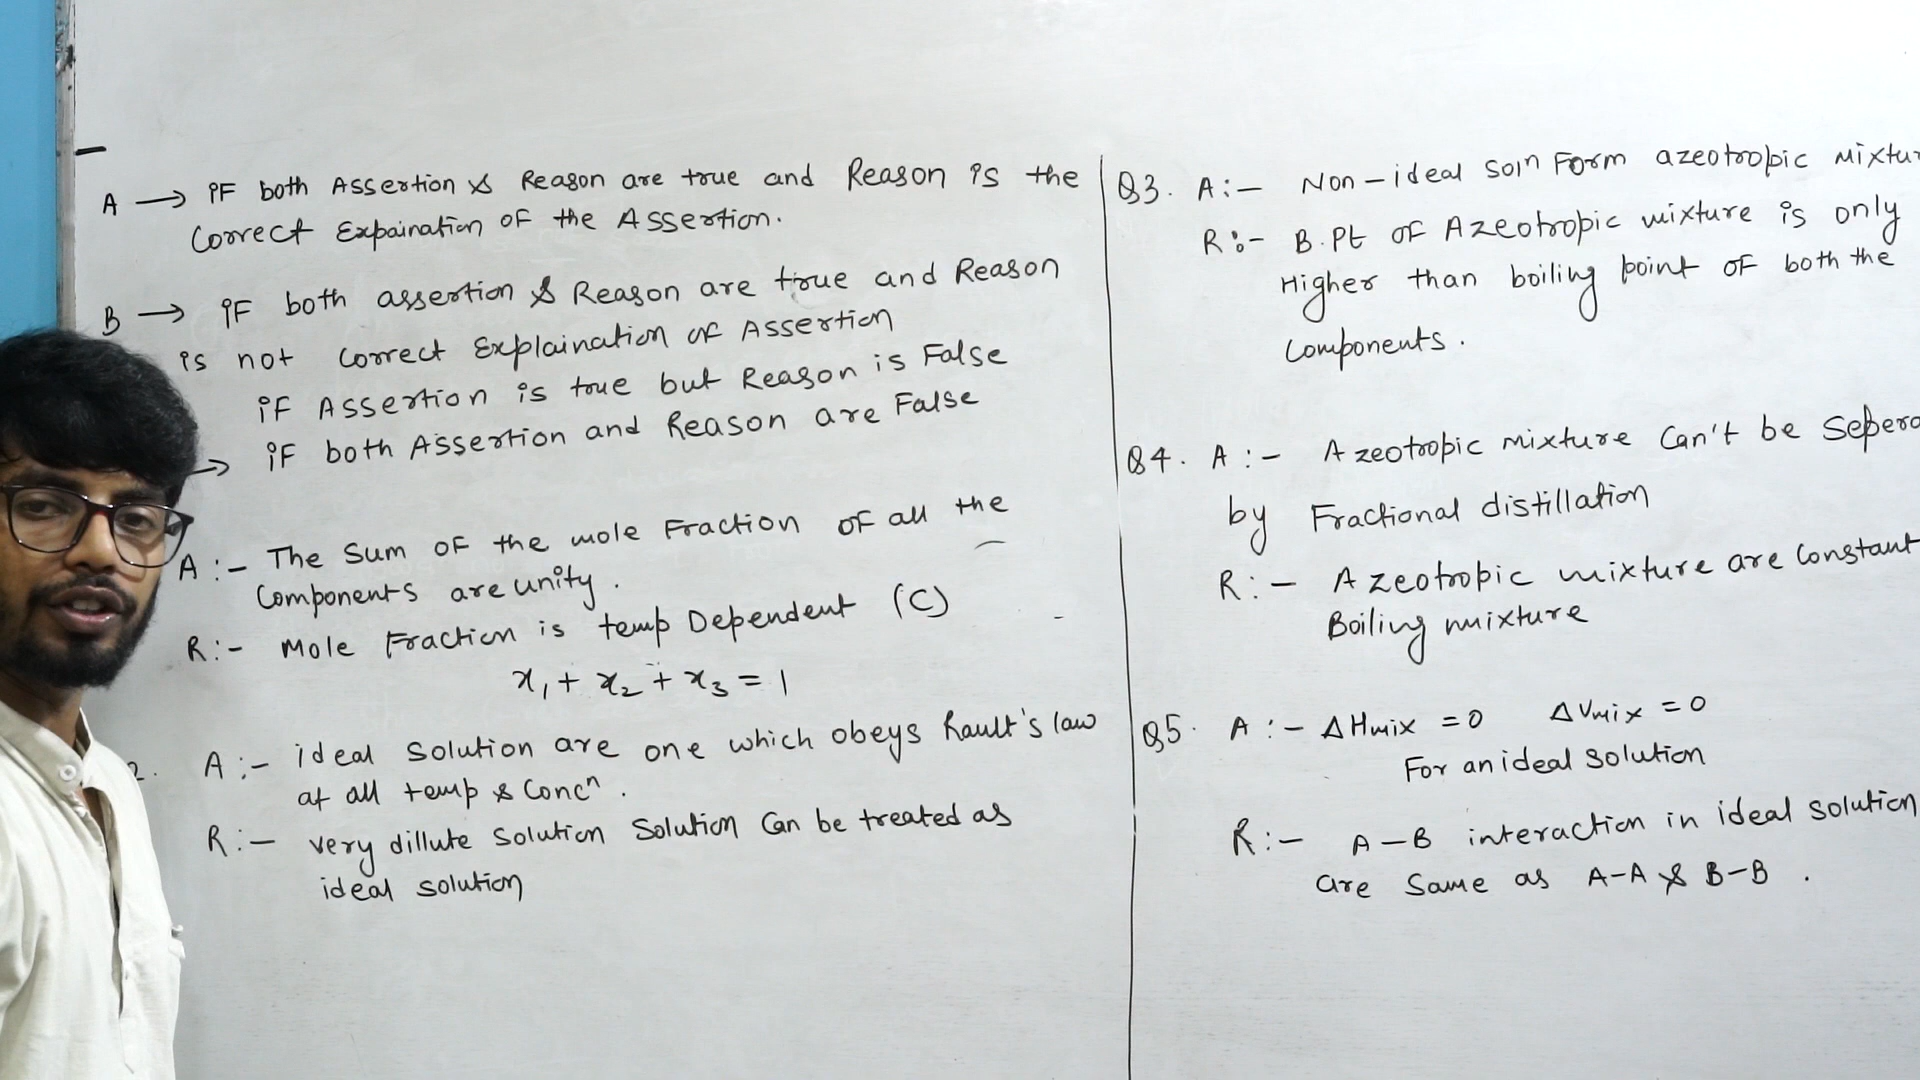 A → iF both Assertion & Reason are true and Reason is the
Correct Expaination of the Assertion.
B → iF both assertion & Reason are true and Reason
is not Correct Explaination of Assertion
iF Assertion is true but Reason is False
→ iF both Assertion and Reason are False
A :- The Sum of the mole Fraction of all the
Components are unity.
R :- Mole Fraction is temp Dependent (C)
x₁ + x₂ + x₃ = 1
2. A :- ideal Solution are one which obeys Rault's law
at all temp & Concⁿ.
R :- very dillute Solution Solution Can be treated as
ideal solution
Q3. A :- Non-ideal Solⁿ Form azeotropic
R :- B.Pt of Azeotropic mixture is only
Higher than boiling point of both the
Components.
Q4. A :- Azeotropic mixture Can't be
by Fractional distillation
R :- Azeotropic mixture are Constant
Boiling mixture
Q5. A :- ΔHmix = 0 ΔVmix = 0
For an ideal Solution
R :- A-B interaction in ideal solution
are Same as A-A & B-B.